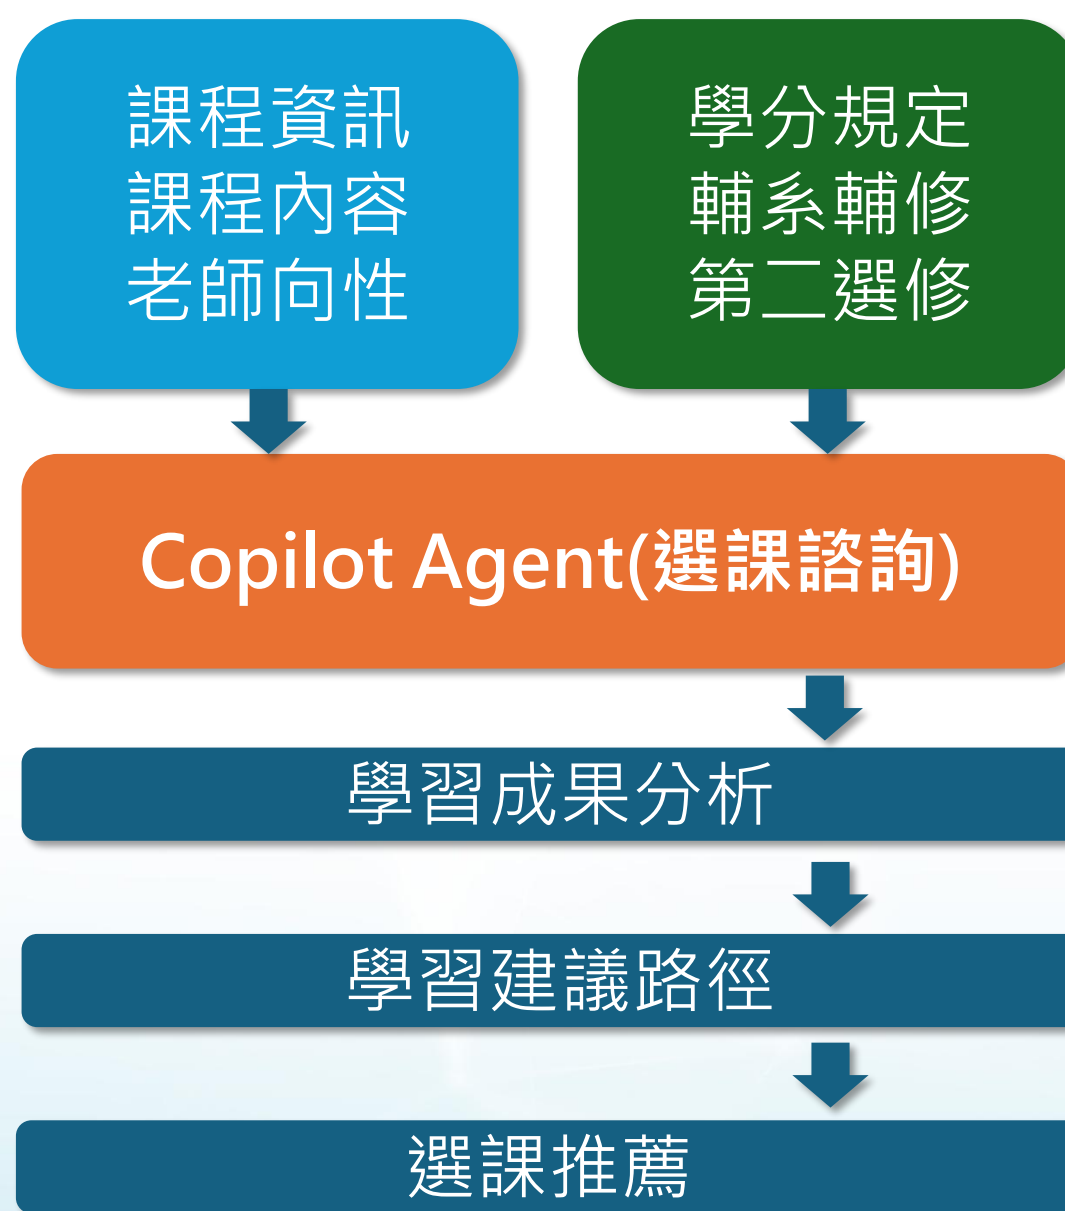 課程資訊
課程內容
老師向性
學分規定
輔系輔修
第二選修
Copilot Agent(選課諮詢)
學習成果分析
學習建議路徑
選課推薦